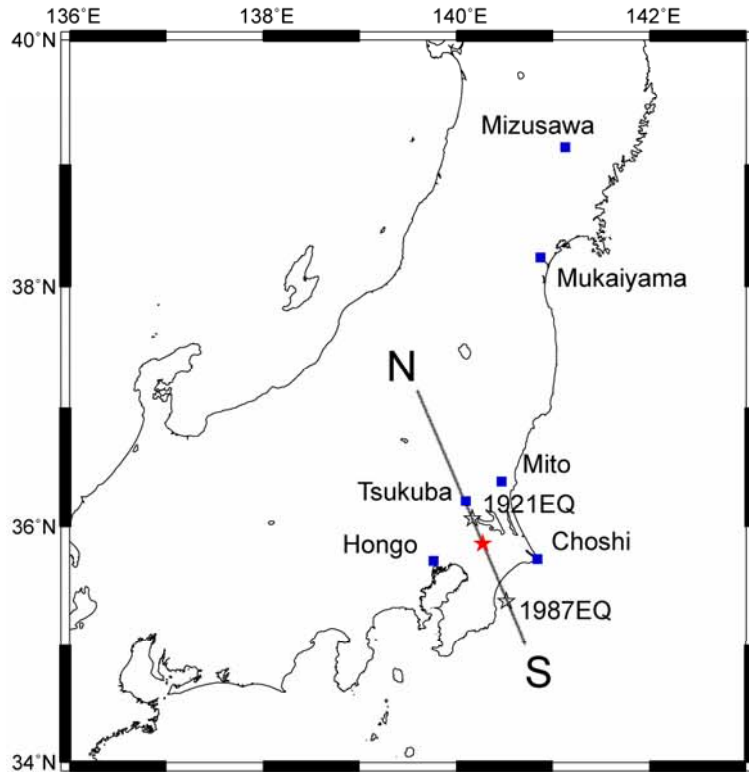 136°E 138°E 140°E 142°E
40°N
Mizusawa
38°N
Mukaiyama
N
Mito
Tsukuba
1921EQ
36°N
Hongo
Choshi
1987EQ
S
34°N